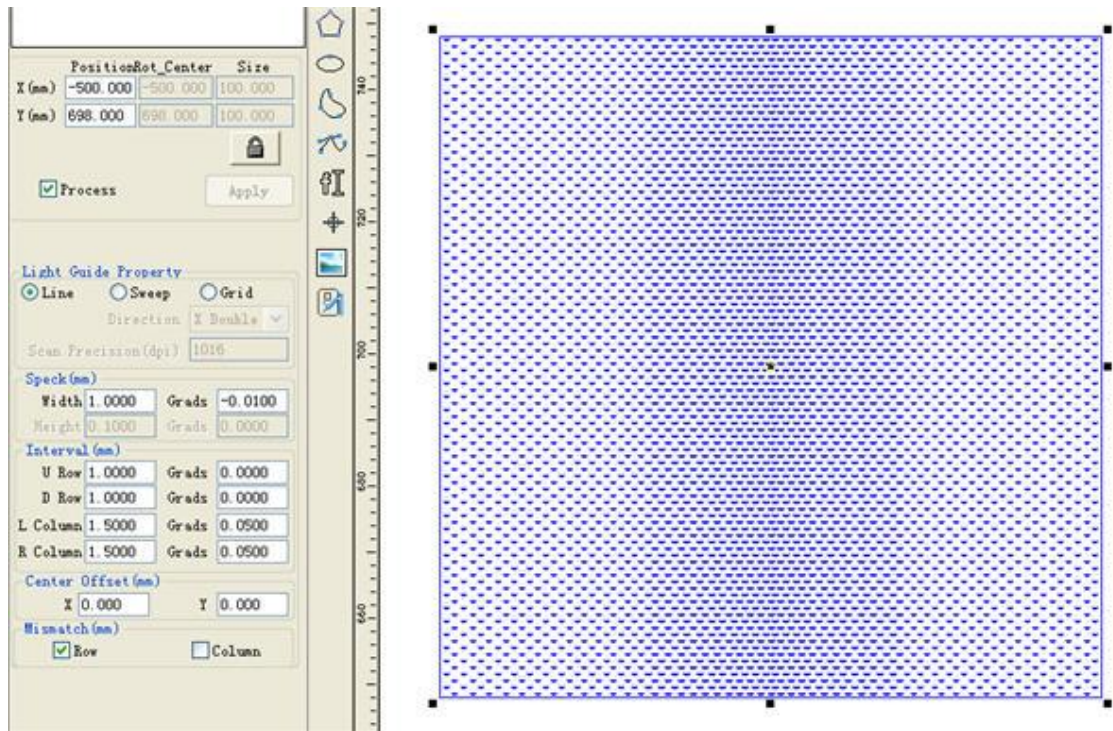 Position Rot_Center Size
X(mm) -500.000 -500.000 100.000
Y(mm) 698.000 698.000 100.000
Process Apply
Light Guide Property
Line Sweep Grid
Direction X Double
Scan Precision(dpi) 1016
Speck(mm)
Width 1.0000 Grads -0.0100
Height 0.1000 Grads 0.0000
Interval(mm)
U Row 1.0000 Grads 0.0000
D Row 1.0000 Grads 0.0000
L Column 1.5000 Grads 0.0500
R Column 1.5000 Grads 0.0500
Center Offset(mm)
X 0.000 Y 0.000
Mismatch(mm)
Row Column
740
720
700
680
660